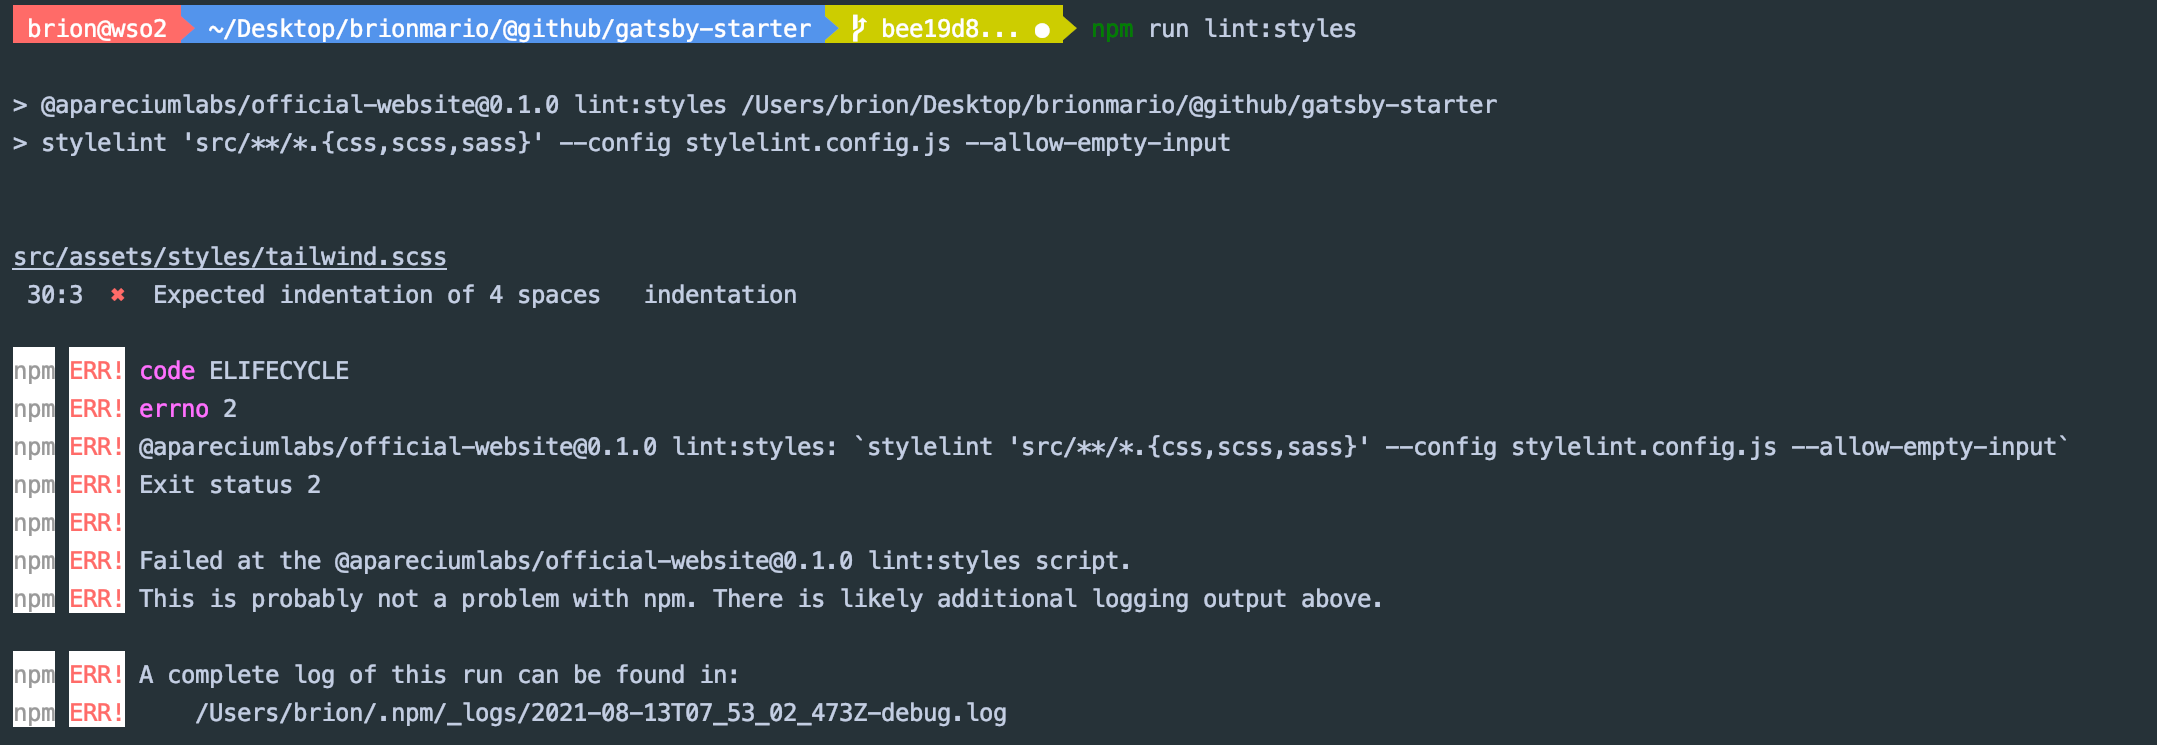 brion@wso2 ~/Desktop/brionmario/@github/gatsby-starter bee19d8... ● npm run lint:styles
> @apareciumlabs/official-website@0.1.0 lint:styles /Users/brion/Desktop/brionmario/@github/gatsby-starter
> stylelint 'src/**/*.{css,scss,sass}' --config stylelint.config.js --allow-empty-input
src/assets/styles/tailwind.scss
30:3 ✖ Expected indentation of 4 spaces indentation
npm ERR! code ELIFECYCLE
npm ERR! errno 2
npm ERR! @apareciumlabs/official-website@0.1.0 lint:styles: `stylelint 'src/**/*.{css,scss,sass}' --config stylelint.config.js --allow-empty-input`
npm ERR! Exit status 2
npm ERR!
npm ERR! Failed at the @apareciumlabs/official-website@0.1.0 lint:styles script.
npm ERR! This is probably not a problem with npm. There is likely additional logging output above.
npm ERR! A complete log of this run can be found in:
npm ERR! /Users/brion/.npm/_logs/2021-08-13T07_53_02_473Z-debug.log